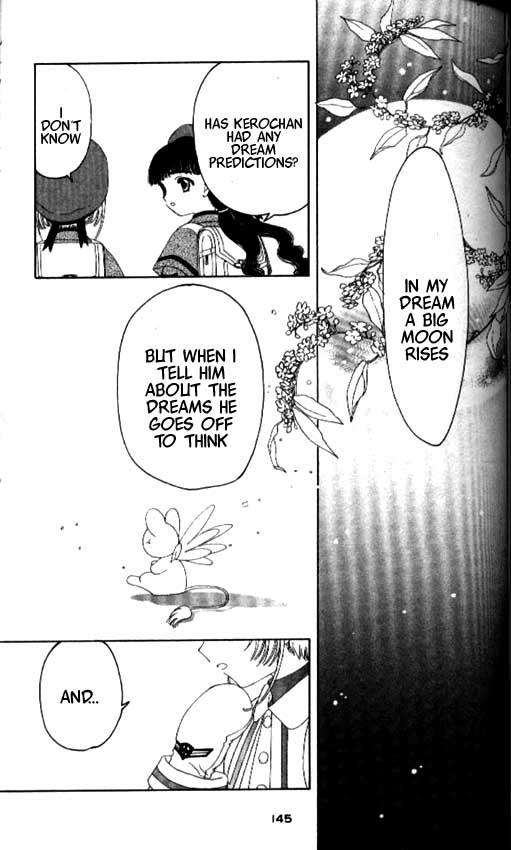 IN MY
DREAM
A BIG
MOON
RISES
HAS KEROCHAN
HAD ANY
DREAM
PREDICTIONS?
I
DON'T
KNOW
BUT WHEN I
TELL HIM
ABOUT THE
DREAMS HE
GOES OFF
TO THINK
AND...
145